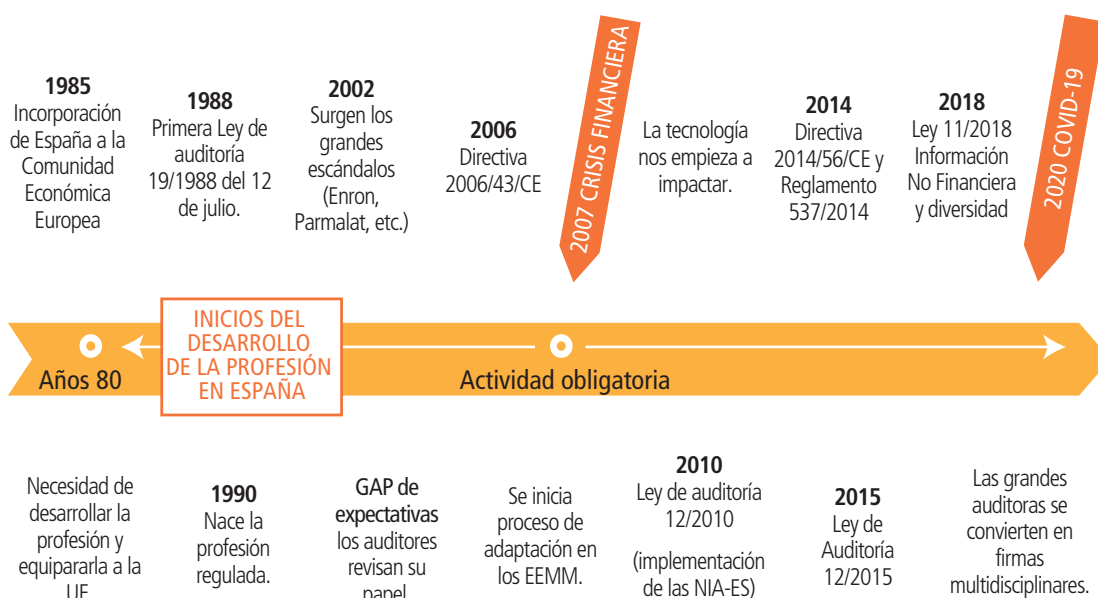 1985
Incorporación
de España a la
Comunidad
Económica
Europea
1988
Primera Ley de
auditoría
19/1988 del 12
de julio.
2002
Surgen los
grandes
escándalos
(Enron,
Parmalat, etc.)
2006
Directiva
2006/43/CE
2007 CRISIS FINANCIERA
La tecnología
nos empieza a
impactar.
2014
Directiva
2014/56/CE y
Reglamento
537/2014
2018
Ley 11/2018
Información
No Financiera
y diversidad
2020 COVID-19
Años 80
INICIOS DEL
DESARROLLO
DE LA PROFESIÓN
EN ESPAÑA
Actividad obligatoria
Necesidad de
desarrollar la
profesión y
equipararla a la
UE
1990
Nace la
profesión
regulada.
GAP de
expectativas
los auditores
revisan su
papel
Se inicia
proceso de
adaptación en
los EEMM.
2010
Ley de auditoría
12/2010
(implementación
de las NIA-ES)
2015
Ley de
Auditoría
12/2015
Las grandes
auditoras se
convierten en
firmas
multidisciplinares.